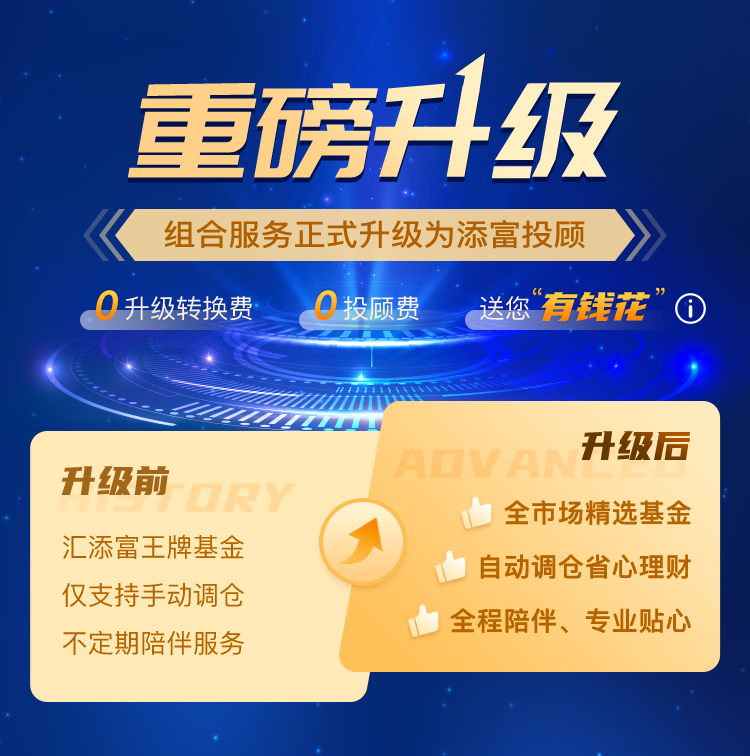 重磅升级
组合服务正式升级为添富投顾
0升级转换费 0投顾费 送您“有钱花”
升级前
HISTORY
汇添富王牌基金
仅支持手动调仓
不定期陪伴服务
ADVANCED
升级后
全市场精选基金
自动调仓省心理财
全程陪伴、专业贴心